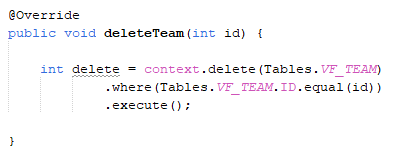 @Override
public void deleteTeam(int id) {
int delete = context.delete(Tables.VF_TEAM)
.where(Tables.VF_TEAM.ID.equal(id))
.execute();
}